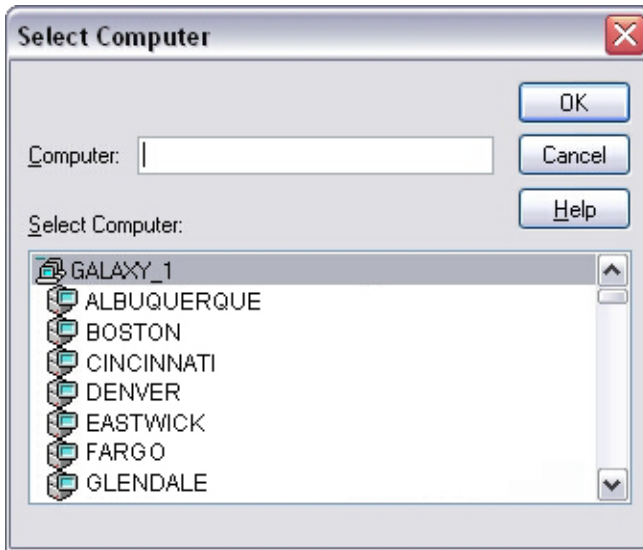 Select Computer
OK
Computer:
Cancel
Help
Select Computer:
GALAXY_1
ALBUQUERQUE
BOSTON
CINCINNATI
DENVER
EASTWICK
FARGO
GLENDALE